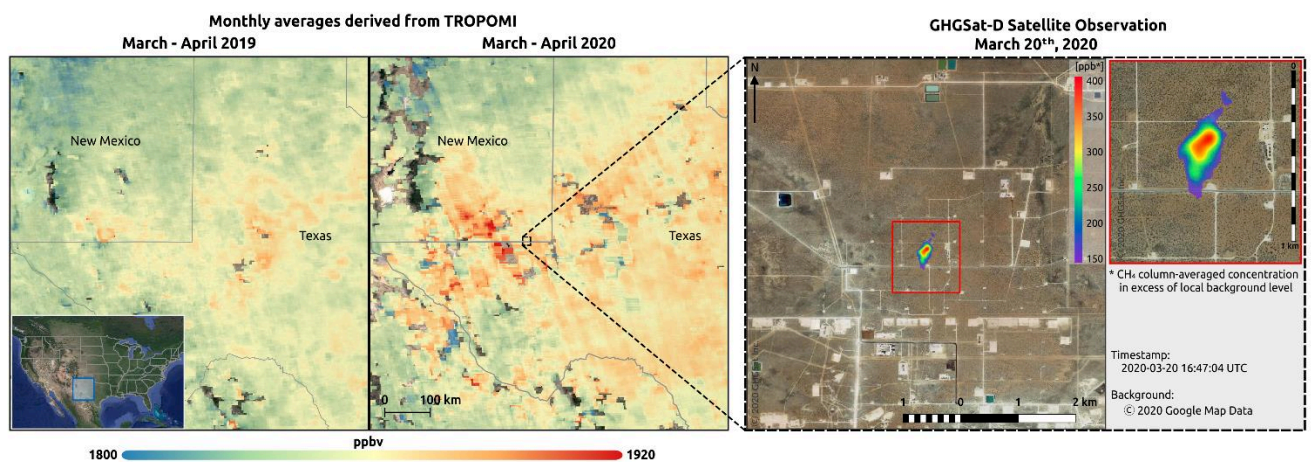 Monthly averages derived from TROPOMI
March - April 2019
March - April 2020
New Mexico
Texas
New Mexico
Texas
0 100 km
ppbv
1800
1920
GHGSat-D Satellite Observation
March 20th, 2020
N
[ppb*]
400
350
300
250
200
150
1 0 1 2 km
0
1 km
* CH₄ column-averaged concentration
in excess of local background level
Timestamp:
2020-03-20 16:47:04 UTC
Background:
© 2020 Google Map Data